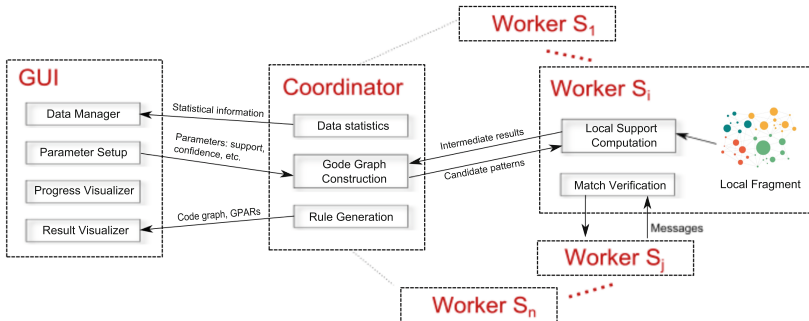 Worker S1
GUI
Data Manager
Parameter Setup
Progress Visualizer
Result Visualizer
Statistical information
Parameters: support,
confidence, etc.
Code graph, GPARs
Coordinator
Data statistics
Gode Graph
Construction
Rule Generation
Intermediate results
Candidate patterns
Worker Si
Local Support
Computation
Match Verification
Local Fragment
Messages
Worker Sj
Worker Sn